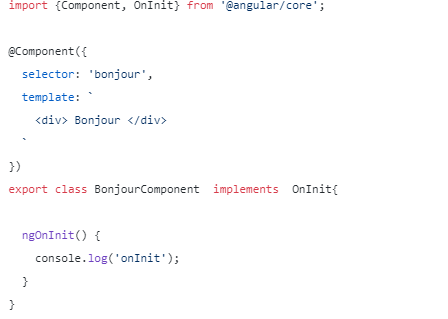 import {Component, OnInit} from '@angular/core';
@Component({
selector: 'bonjour',
template: `
<div> Bonjour </div>
`
})
export class BonjourComponent  implements  OnInit{
ngOnInit() {
console.log('onInit');
}
}